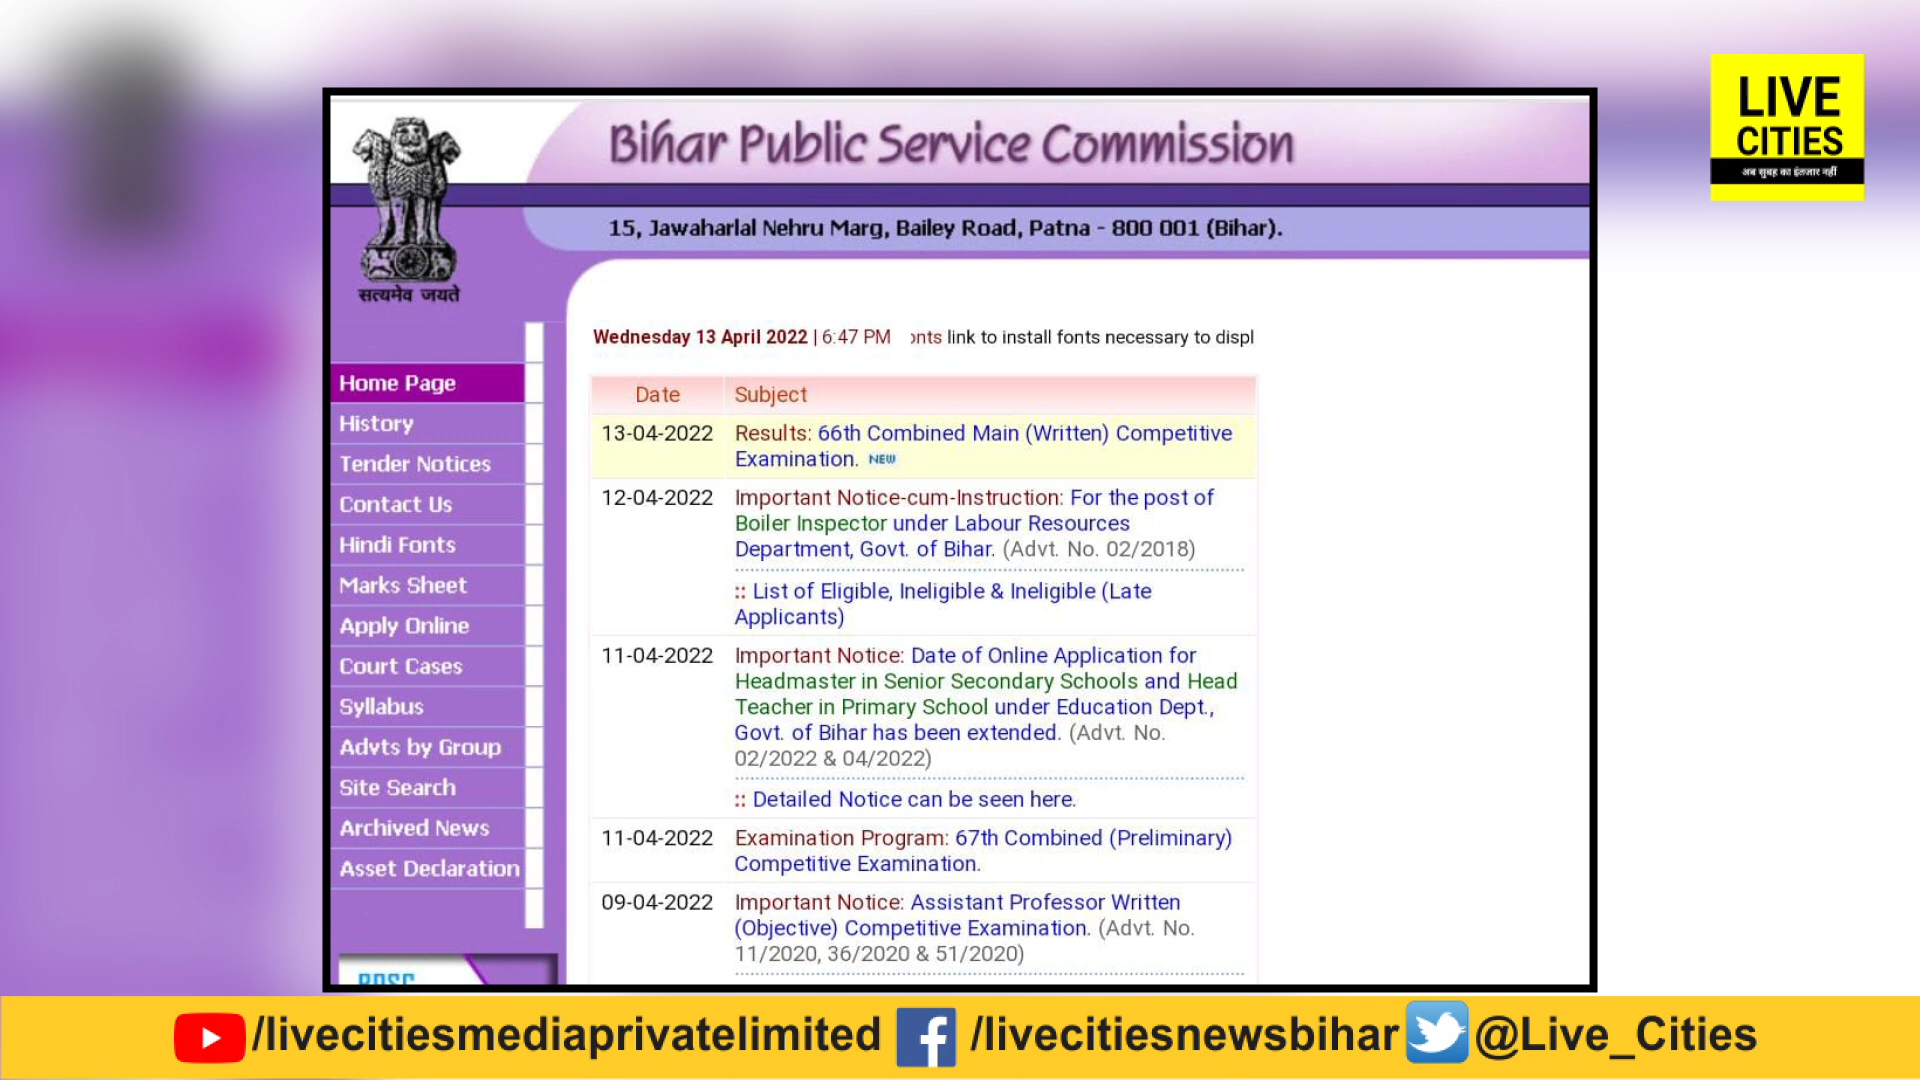 LIVE
CITIES
अब सुबह का इंतजार नहीं
Bihar Public Service Commission
15, Jawaharlal Nehru Marg, Bailey Road, Patna - 800 001 (Bihar).
सत्यमेव जयते
Wednesday 13 April 2022 | 6:47 PM onts link to install fonts necessary to displ
Home Page
History
Tender Notices
Contact Us
Hindi Fonts
Marks Sheet
Apply Online
Court Cases
Syllabus
Advts by Group
Site Search
Archived News
Asset Declaration
BPSC
Date Subject
13-04-2022 Results: 66th Combined Main (Written) Competitive
Examination. NEW
12-04-2022 Important Notice-cum-Instruction: For the post of
Boiler Inspector under Labour Resources
Department, Govt. of Bihar. (Advt. No. 02/2018)
:: List of Eligible, Ineligible & Ineligible (Late
Applicants)
11-04-2022 Important Notice: Date of Online Application for
Headmaster in Senior Secondary Schools and Head
Teacher in Primary School under Education Dept.,
Govt. of Bihar has been extended. (Advt. No.
02/2022 & 04/2022)
:: Detailed Notice can be seen here.
11-04-2022 Examination Program: 67th Combined (Preliminary)
Competitive Examination.
09-04-2022 Important Notice: Assistant Professor Written
(Objective) Competitive Examination. (Advt. No.
11/2020, 36/2020 & 51/2020)
/livecitiesmediaprivatelimited f /livecitiesnewsbihar @Live_Cities